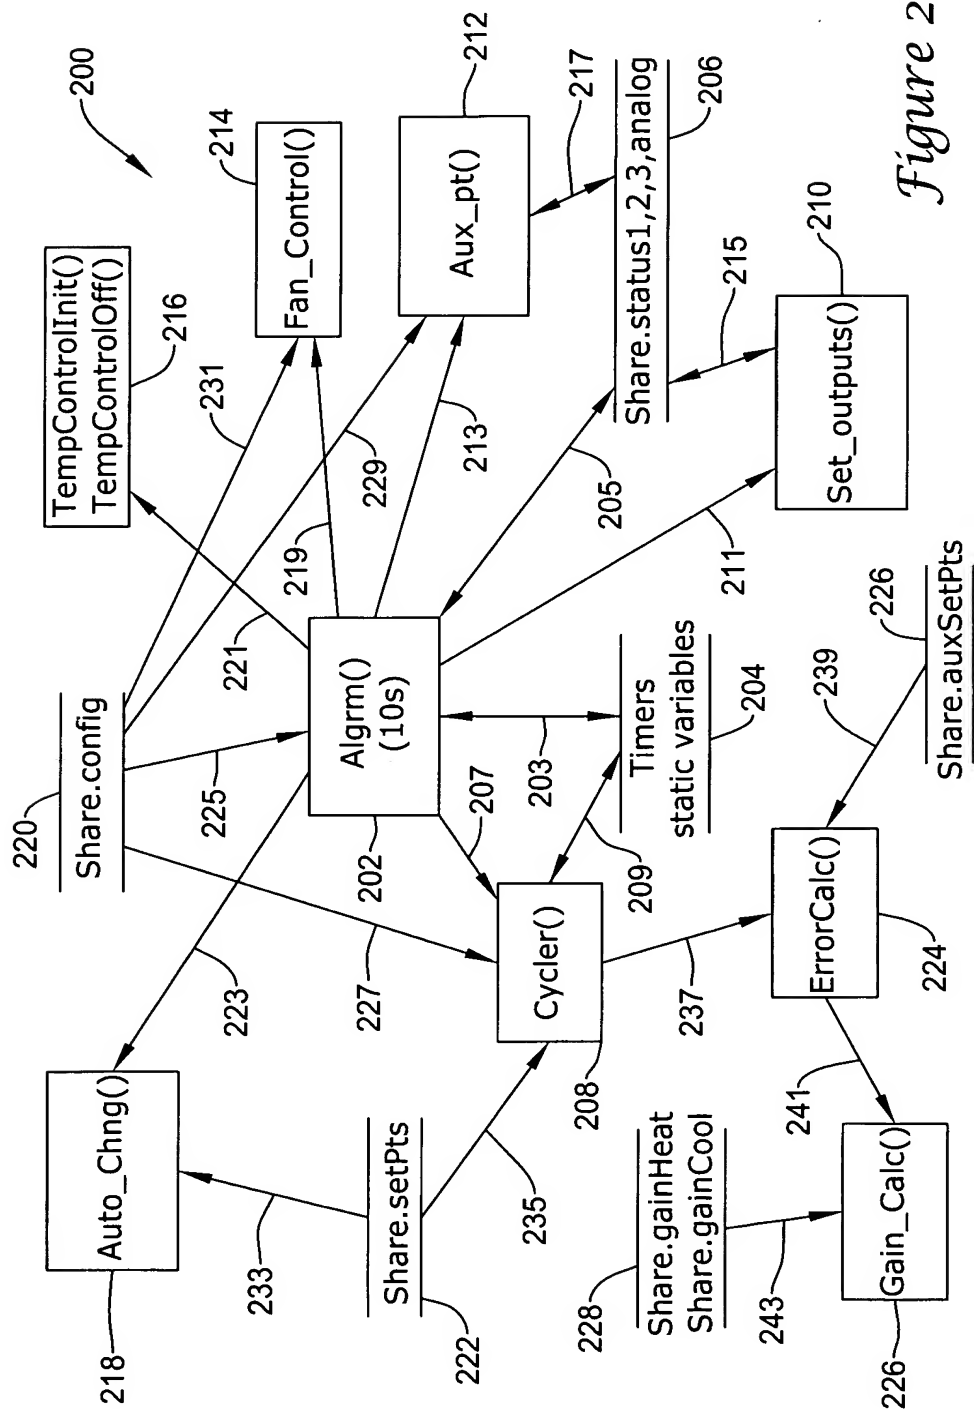 200
220
Share.config
TempControlInit()
TempControlOff()
216
218
Auto_Chng()
223
225
221
231
214
Fan_Control()
219
229
233
227
202
Algrm()
(10s)
213
212
Aux_pt()
217
222
Share.setPts
235
207
203
205
Share.status1,2,3,analog
206
208
Cycler()
209
Timers
static variables
204
211
215
228
Share.gainHeat
Share.gainCool
237
243
241
ErrorCalc()
224
239
226
Share.auxSetPts
Set_outputs()
210
226
Gain_Calc()
Figure 2